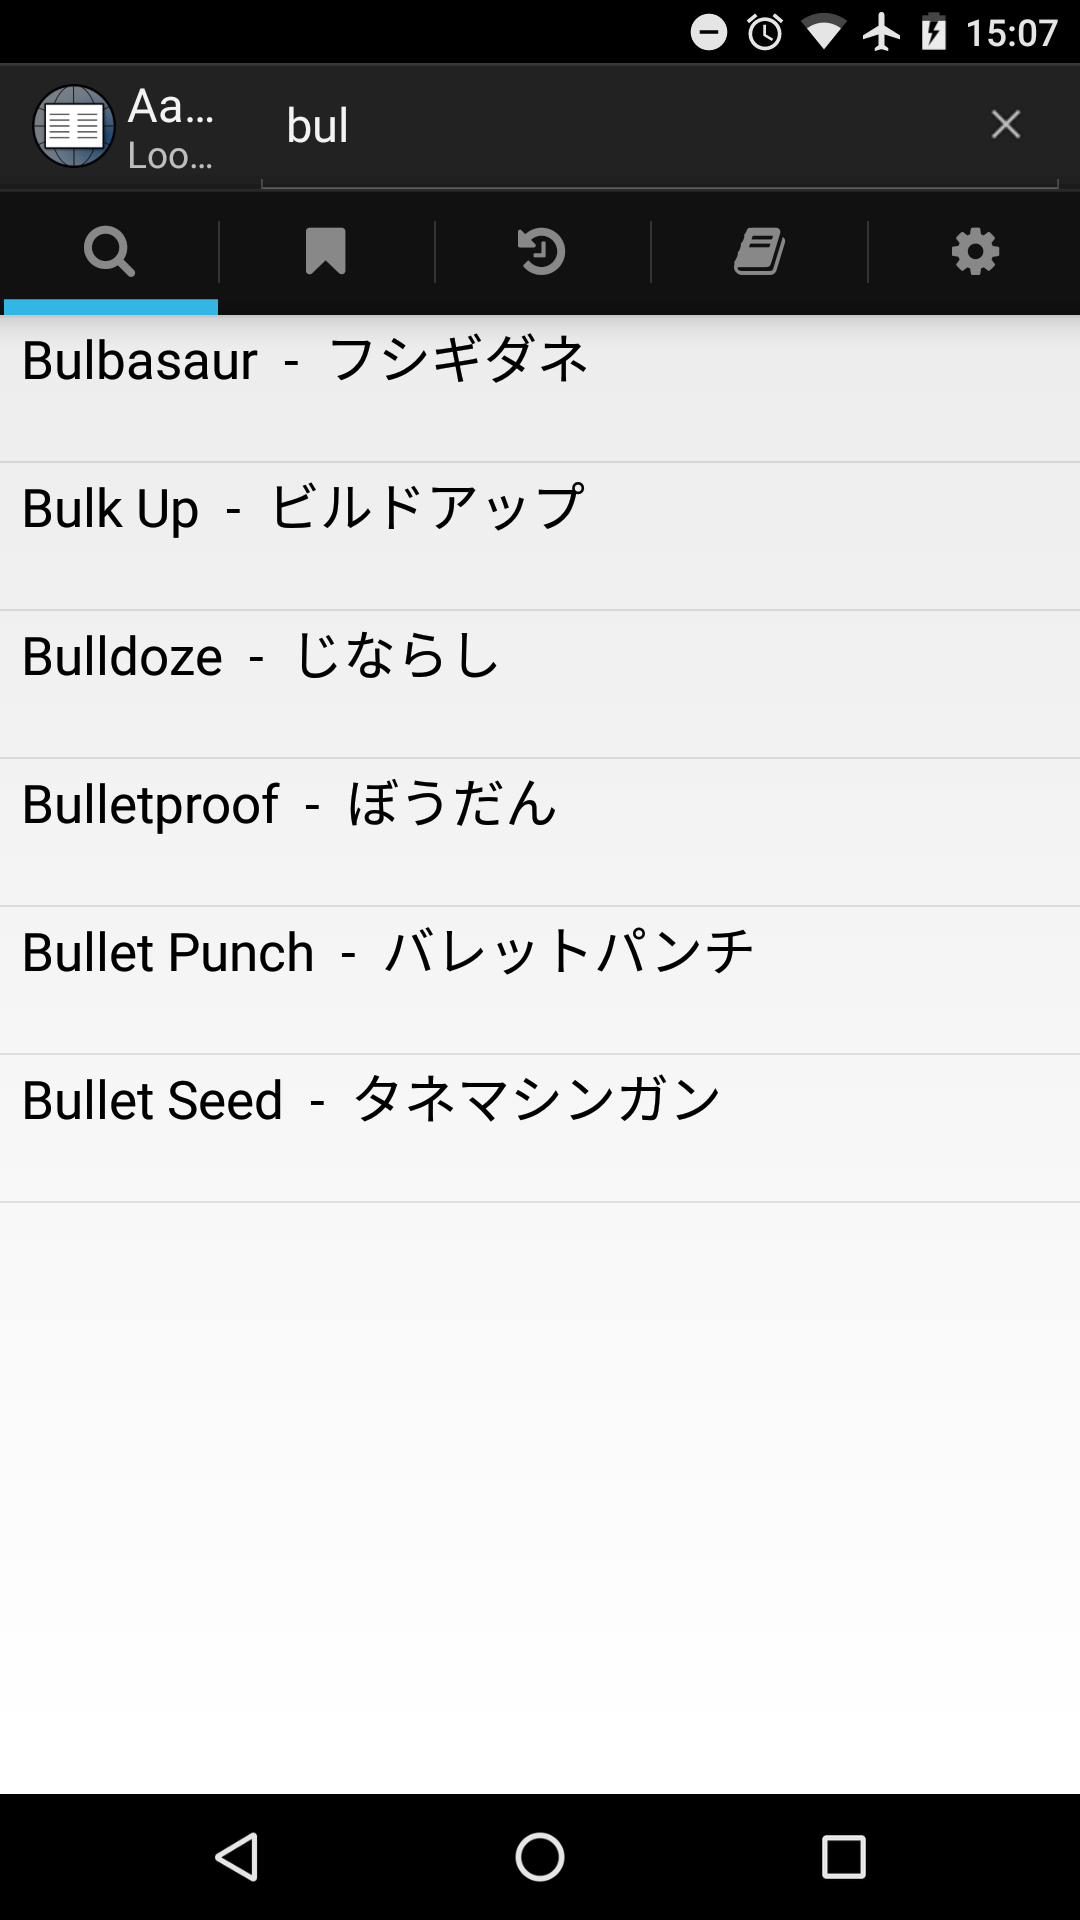 15:07
Aa...
Loo...
bul
Bulbasaur - フシギダネ
Bulk Up - ビルドアップ
Bulldoze - じならし
Bulletproof - ぼうだん
Bullet Punch - バレットパンチ
Bullet Seed - タネマシンガン